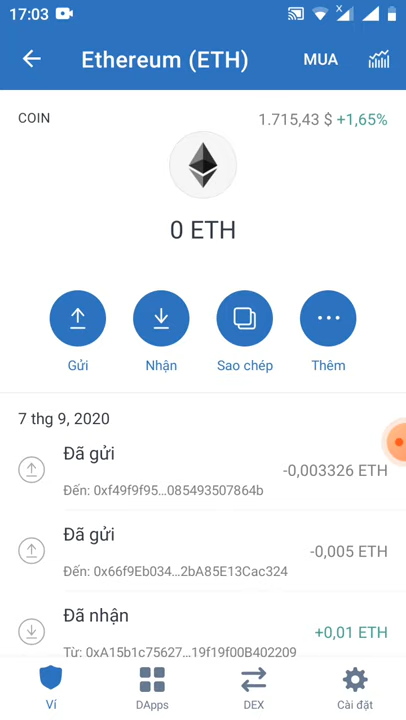 17:03
Ethereum (ETH)
MUA
COIN
1.715,43 $ +1,65%
0 ETH
Gửi
Nhận
Sao chép
Thêm
7 thg 9, 2020
Đã gửi
-0,003326 ETH
Đến: 0xf49f9f95...085493507864b
Đã gửi
-0,005 ETH
Đến: 0x66f9Eb034...2bA85E13Cac324
Đã nhận
+0,01 ETH
Từ: 0xA15b1c75627...19f19f00B402209
Ví
DApps
DEX
Cài đặt